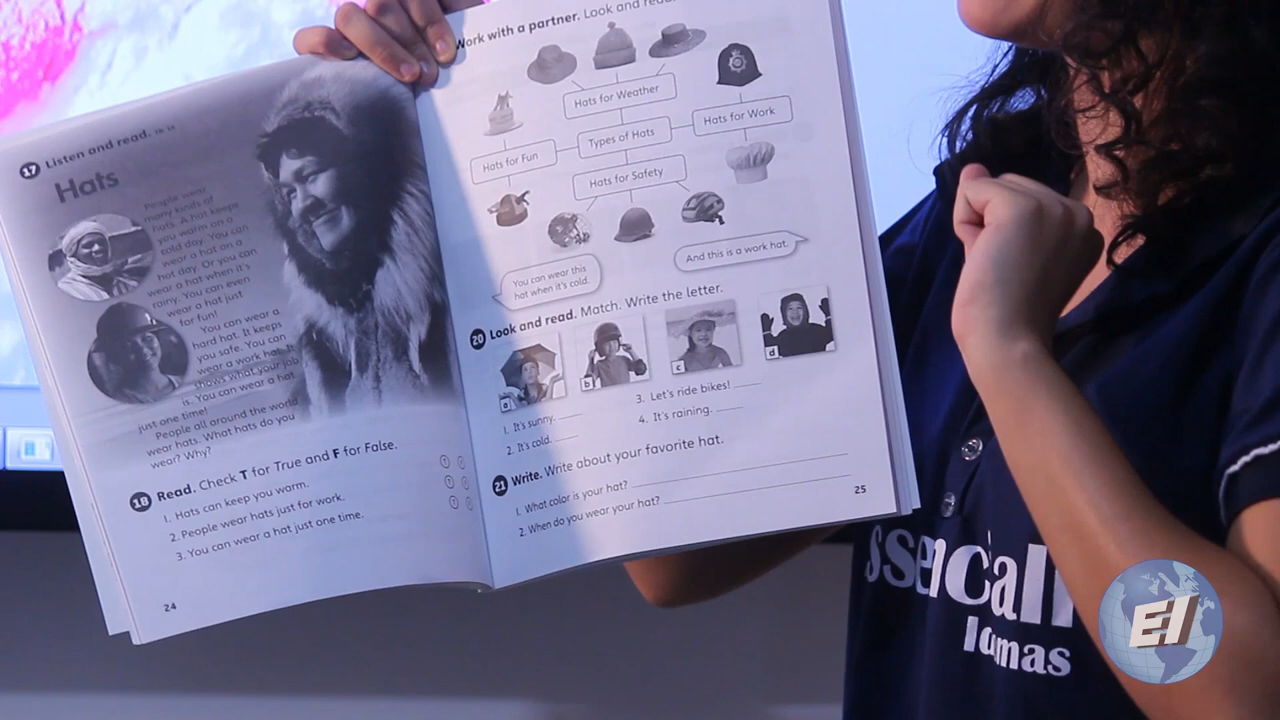 17 Listen and read.
Hats
People wear
many kinds of
hats. A hat keeps
you warm on a
cold day. You can
wear a hat on a
hot day. Or you can
wear a hat when it's
rainy. You can even
wear a hat just
for fun!
You can wear a
hard hat. It keeps
you safe. You can
wear a work hat. It
shows what your job
is. You can wear a hat
just one time!
People all around the world
wear hats. What hats do you
wear? Why?
18 Read. Check T for True and F for False.
1. Hats can keep you warm. T
2. People wear hats just for work. T
3. You can wear a hat just one time. T
24
Work with a partner. Look and read.
Hats for Weather
Hats for Work
Types of Hats
Hats for Fun
Hats for Safety
You can wear this
hat when it's cold.
And this is a work hat.
20 Look and read. Match. Write the letter.
a
b
c
d
1. It's sunny.
2. It's cold.
3. Let's ride bikes!
4. It's raining.
21 Write. Write about your favorite hat.
1. What color is your hat?
2. When do you wear your hat?
25
ssencial
Idiomas
EI